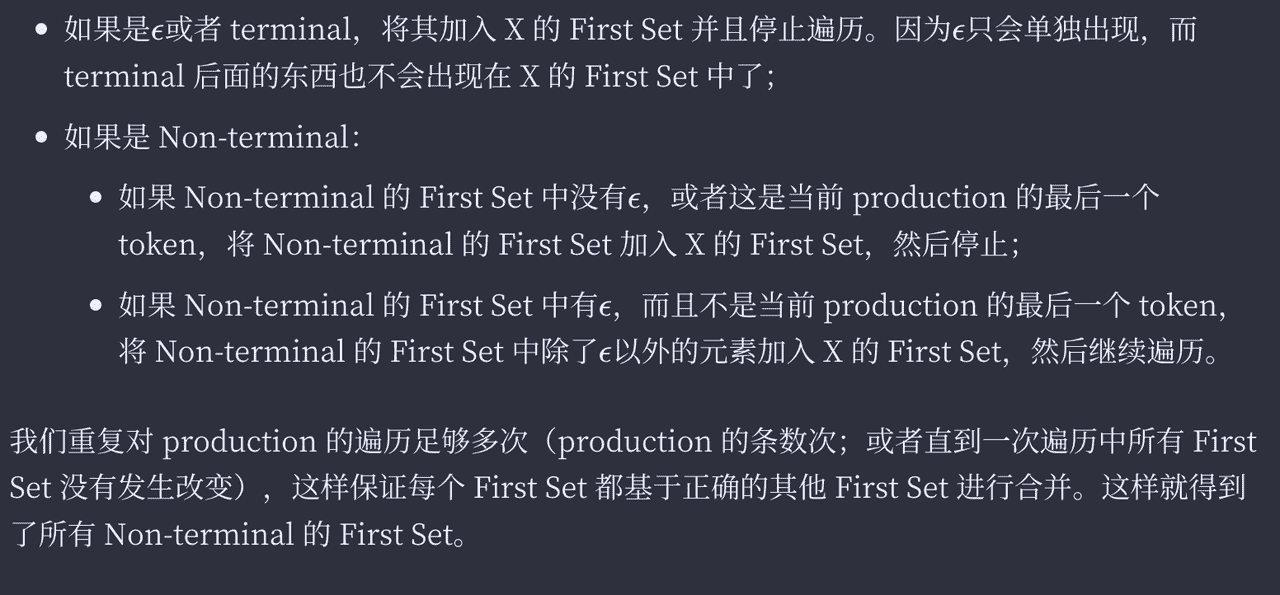 • 如果是ϵ或者 terminal，将其加入 X 的 First Set 并且停止遍历。因为ϵ只会单独出现，而
terminal 后面的东西也不会出现在 X 的 First Set 中了；
• 如果是 Non-terminal：
• 如果 Non-terminal 的 First Set 中没有ϵ，或者这是当前 production 的最后一个
token，将 Non-terminal 的 First Set 加入 X 的 First Set，然后停止；
• 如果 Non-terminal 的 First Set 中有ϵ，而且不是当前 production 的最后一个 token，
将 Non-terminal 的 First Set 中除了ϵ以外的元素加入 X 的 First Set，然后继续遍历。
我们重复对 production 的遍历足够多次（production 的条数次；或者直到一次遍历中所有 First
Set 没有发生改变），这样保证每个 First Set 都基于正确的其他 First Set 进行合并。这样就得到
了所有 Non-terminal 的 First Set。